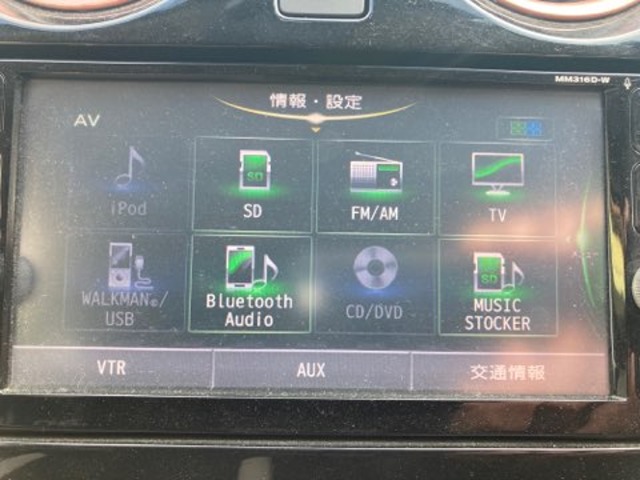 MM316D-W
情報・設定
AV
iPod
SD
SD
FM/AM
TV
WALKMAN®/
USB
Bluetooth
Audio
CD/DVD
SD
MUSIC
STOCKER
VTR
AUX
交通情報